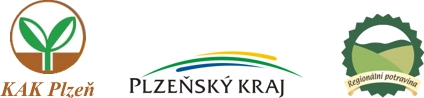 KAK Plzeň
PLZEŇSKÝ KRAJ
Regionální potravina